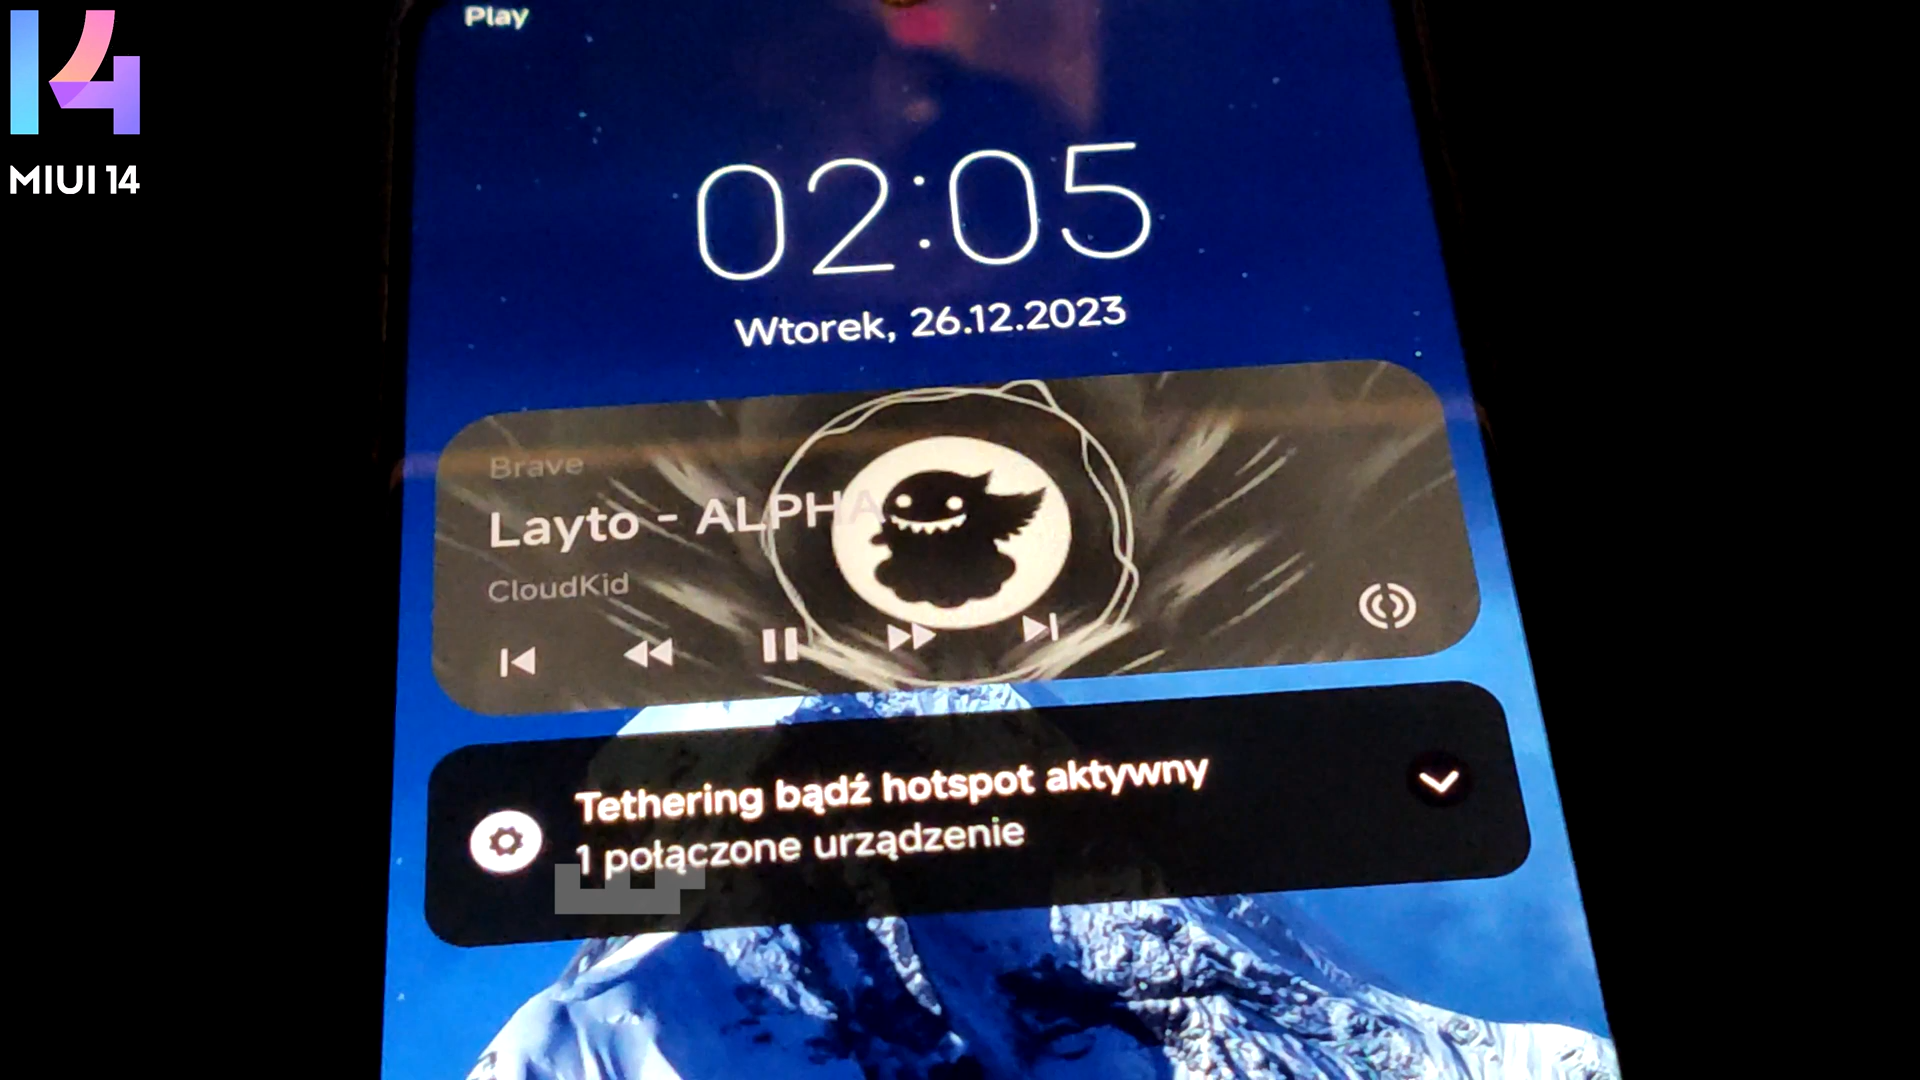 Play
MIUI 14
02:05
Wtorek, 26.12.2023
Brave
Layto - ALPHA
CloudKid
Tethering bądź hotspot aktywny
1 połączone urządzenie